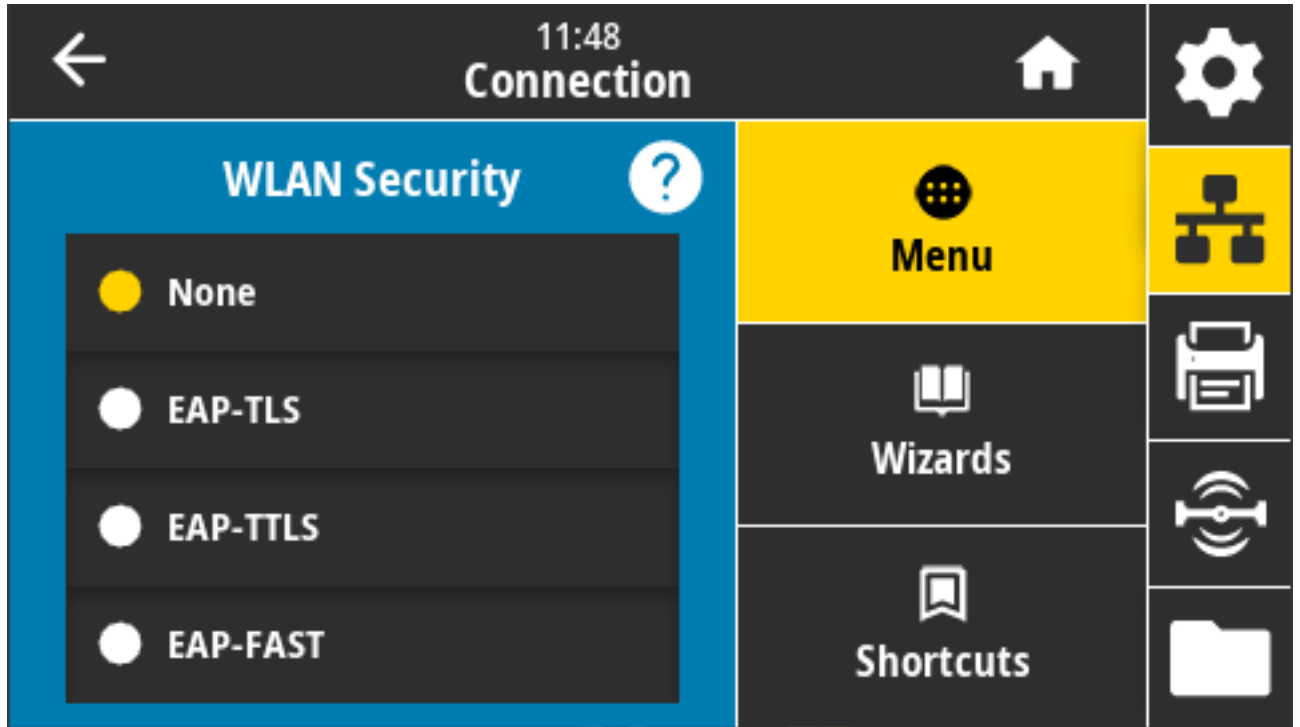 11:48
Connection
WLAN Security
?
None
EAP-TLS
EAP-TTLS
EAP-FAST
Menu
Wizards
Shortcuts